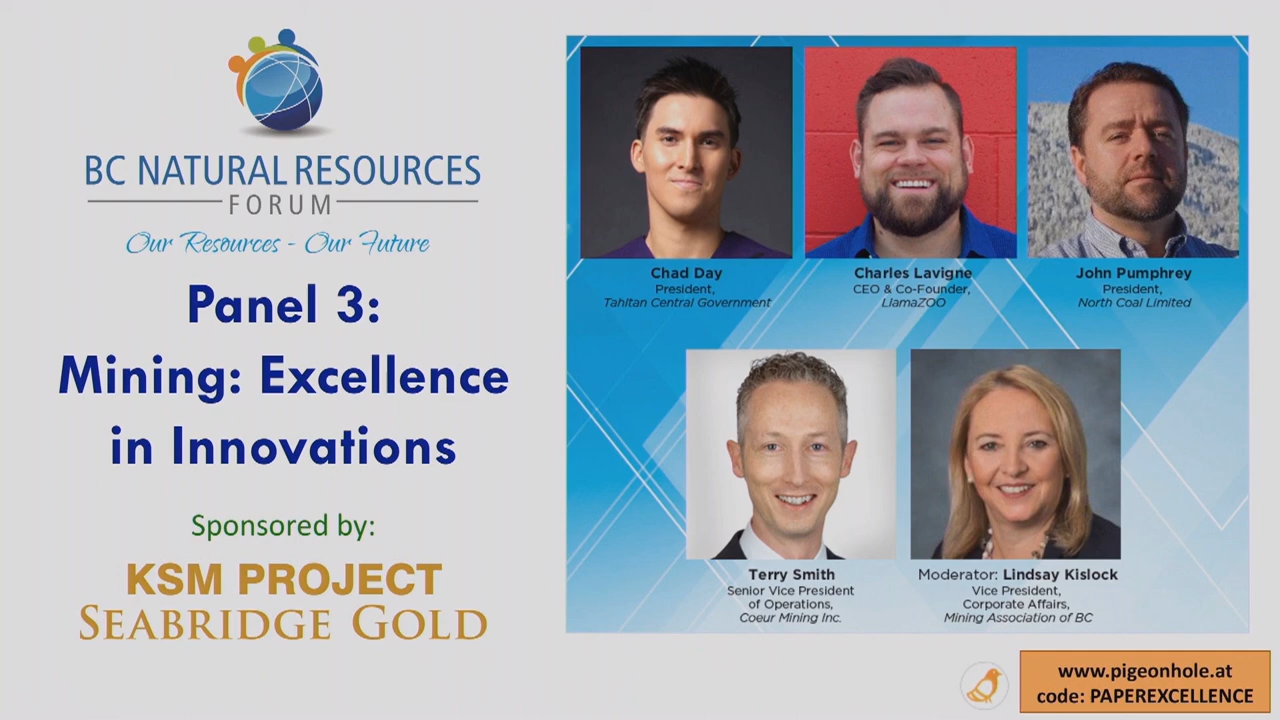 BC NATURAL RESOURCES
FORUM
Our Resources - Our Future
Panel 3:
Mining: Excellence
in Innovations
Sponsored by:
KSM PROJECT
SEABRIDGE GOLD
Chad Day
President,
Tahltan Central Government
Charles Lavigne
CEO & Co-Founder,
LlamaZOO
John Pumphrey
President,
North Coal Limited
Terry Smith
Senior Vice President
of Operations,
Coeur Mining Inc.
Moderator: Lindsay Kislock
Vice President,
Corporate Affairs,
Mining Association of BC
www.pigeonhole.at
code: PAPEREXCELLENCE